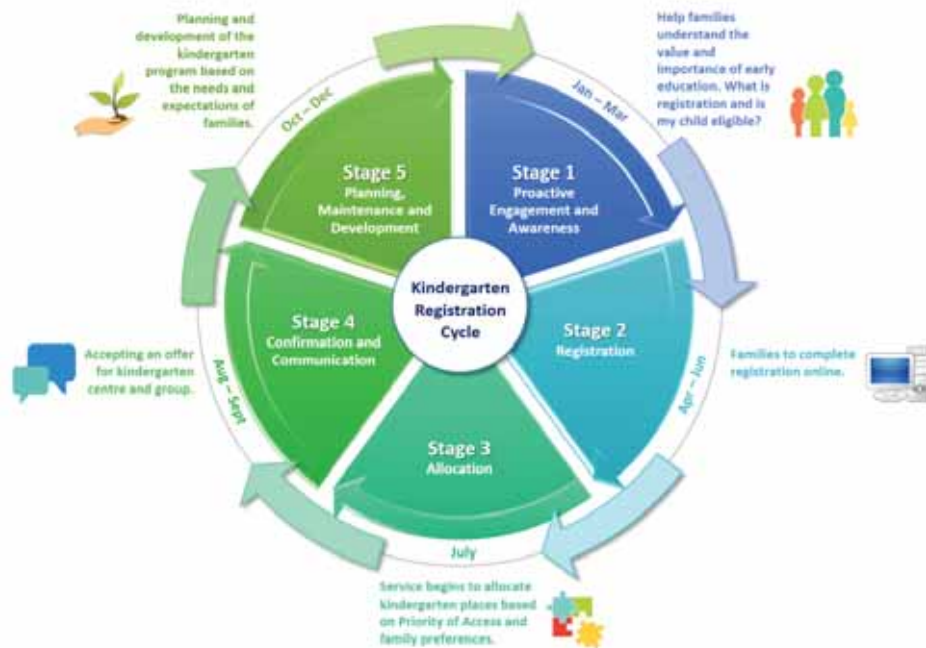 Kindergarten
Registration
Cycle
Jan – Mar
Stage 1
Proactive
Engagement and
Awareness
Help families
understand the
value and
importance of early
education. What is
registration and is
my child eligible?
Apr – Jun
Stage 2
Registration
Families to complete
registration online.
July
Stage 3
Allocation
Service begins to allocate
kindergarten places based
on Priority of Access and
family preferences.
Aug – Sept
Stage 4
Confirmation and
Communication
Accepting an offer
for kindergarten
centre and group.
Oct – Dec
Stage 5
Planning,
Maintenance and
Development
Planning and
development of the
kindergarten
program based on
the needs and
expectations of
families.